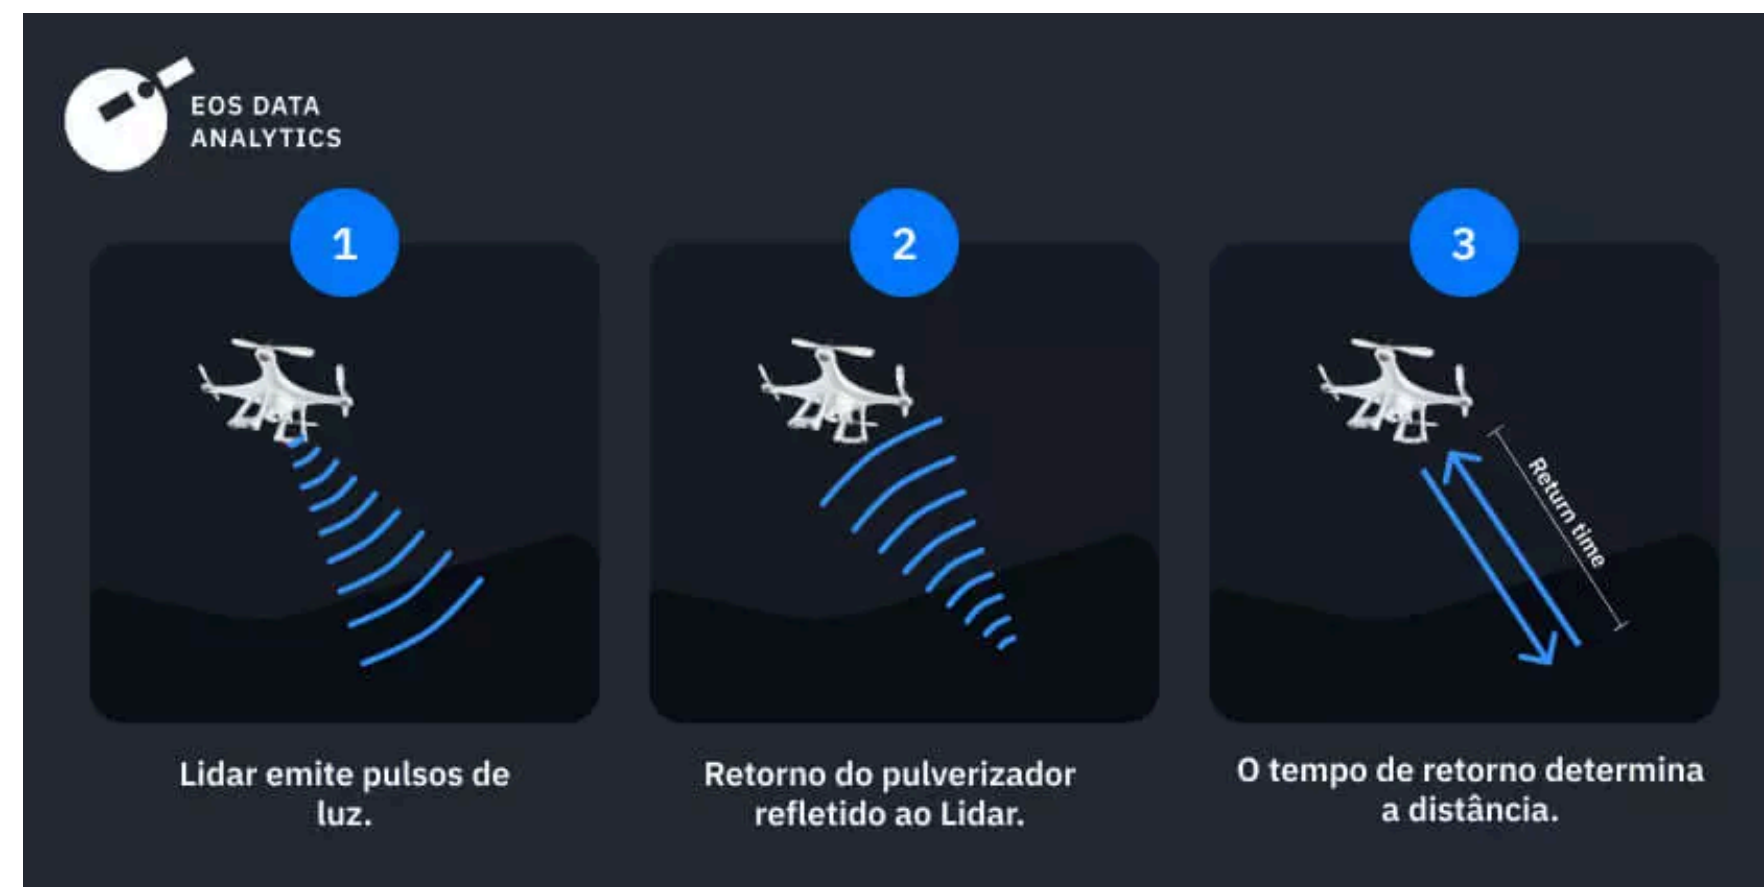 EOS DATA
ANALYTICS
1
2
3
Return time
Lidar emite pulsos de
luz.
Retorno do pulverizador
refletido ao Lidar.
O tempo de retorno determina
a distância.